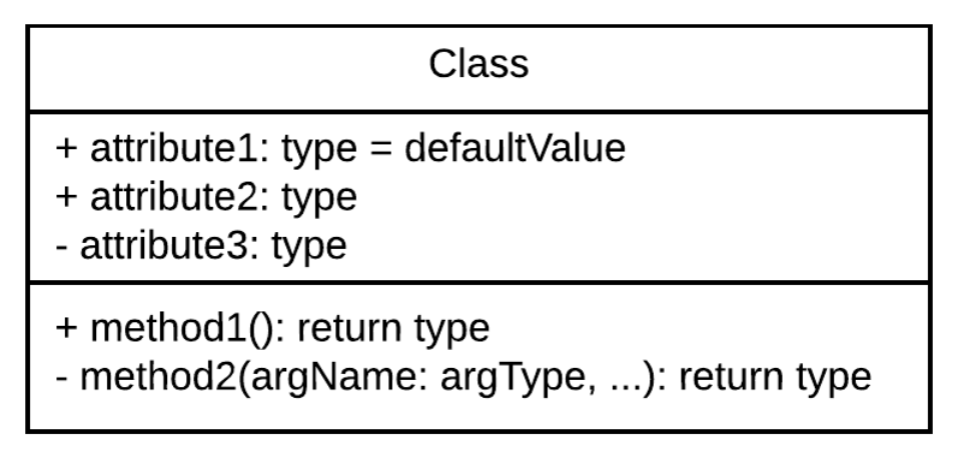 Class
+ attribute1: type = defaultValue
+ attribute2: type
- attribute3: type
+ method1(): return type
- method2(argName: argType, ...): return type